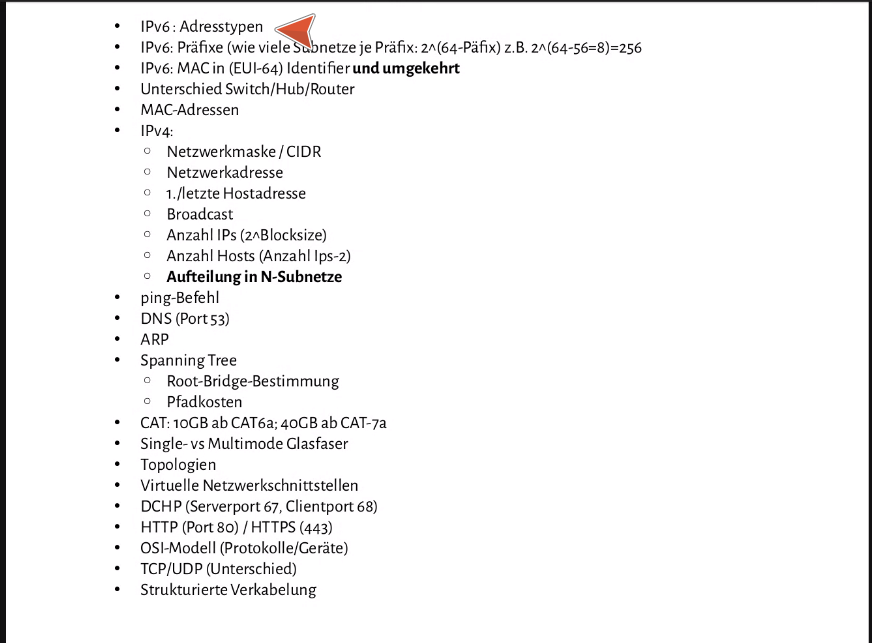 • IPv6 : Adresstypen
• IPv6: Präfixe (wie viele Subnetze je Präfix: 2^(64-Päfix) z.B. 2^(64-56=8)=256
• IPv6: MAC in (EUI-64) Identifier und umgekehrt
• Unterschied Switch/Hub/Router
• MAC-Adressen
• IPv4:
○ Netzwerkmaske / CIDR
○ Netzwerkadresse
○ 1./letzte Hostadresse
○ Broadcast
○ Anzahl IPs (2^Blocksize)
○ Anzahl Hosts (Anzahl Ips-2)
○ Aufteilung in N-Subnetze
• ping-Befehl
• DNS (Port 53)
• ARP
• Spanning Tree
○ Root-Bridge-Bestimmung
○ Pfadkosten
• CAT: 10GB ab CAT6a; 40GB ab CAT-7a
• Single- vs Multimode Glasfaser
• Topologien
• Virtuelle Netzwerkschnittstellen
• DCHP (Serverport 67, Clientport 68)
• HTTP (Port 80) / HTTPS (443)
• OSI-Modell (Protokolle/Geräte)
• TCP/UDP (Unterschied)
• Strukturierte Verkabelung